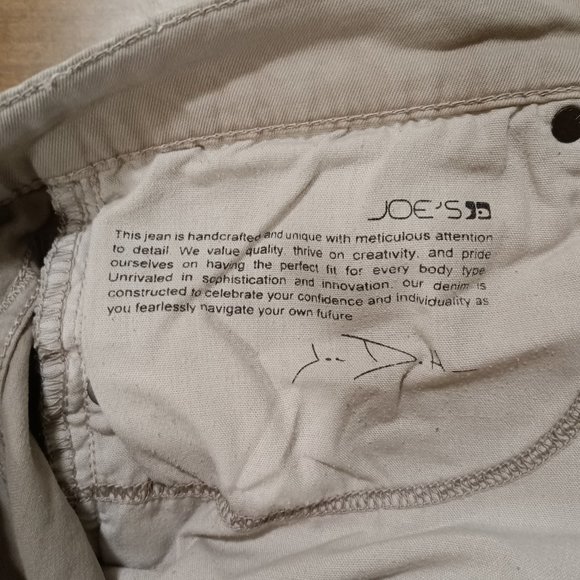 JOE'S
This jean is handcrafted and unique with meticulous attention
to detail. We value quality, thrive on creativity, and pride
ourselves on having the perfect fit for every body type
Unrivaled in sophistication and innovation, our denim is
constructed to celebrate your confidence and individuality as
you fearlessly navigate your own future
Joe